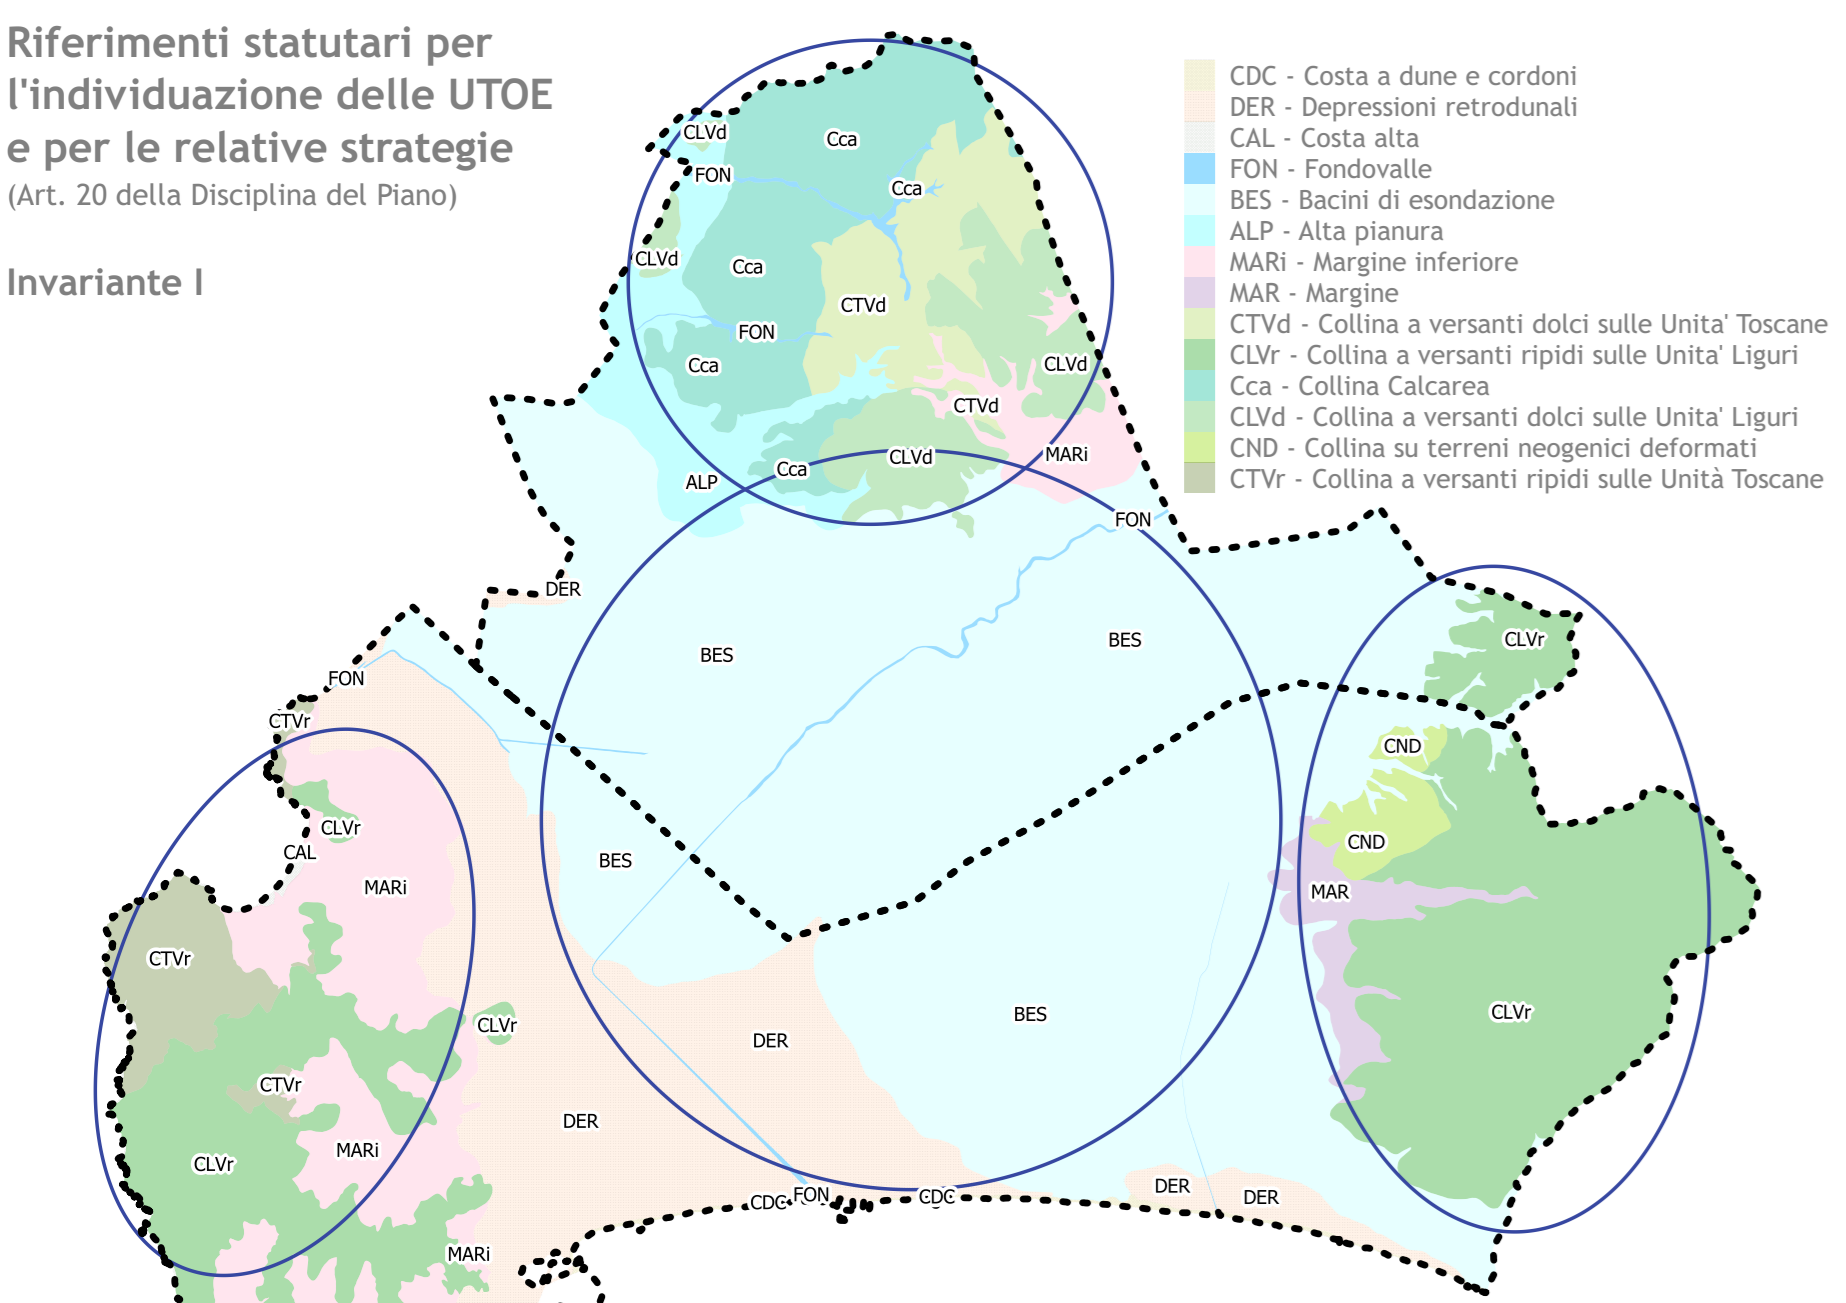 Riferimenti statutari per
l'individuazione delle UTOE
e per le relative strategie
(Art. 20 della Disciplina del Piano)
Invariante I
CDC - Costa a dune e cordoni
DER - Depressioni retrodunali
CAL - Costa alta
FON - Fondovalle
BES - Bacini di esondazione
ALP - Alta pianura
MARi - Margine inferiore
MAR - Margine
CTVd - Collina a versanti dolci sulle Unita' Toscane
CLVr - Collina a versanti ripidi sulle Unita' Liguri
Cca - Collina Calcarea
CLVd - Collina a versanti dolci sulle Unita' Liguri
CND - Collina su terreni neogenici deformati
CTVr - Collina a versanti ripidi sulle Unità Toscane
CLVd
Cca
FON
Cca
CLVd
Cca
CTVd
FON
Cca
CLVd
CTVd
MARi
CLVd
Cca
ALP
FON
DER
BES
BES
CLVr
FON
CTVr
CND
CLVr
CND
CAL
BES
MARi
MAR
CTVr
CLVr
BES
CLVr
DER
CTVr
DER
MARi
CLVr
DER
DER
CDC
FON
CDC
MARi